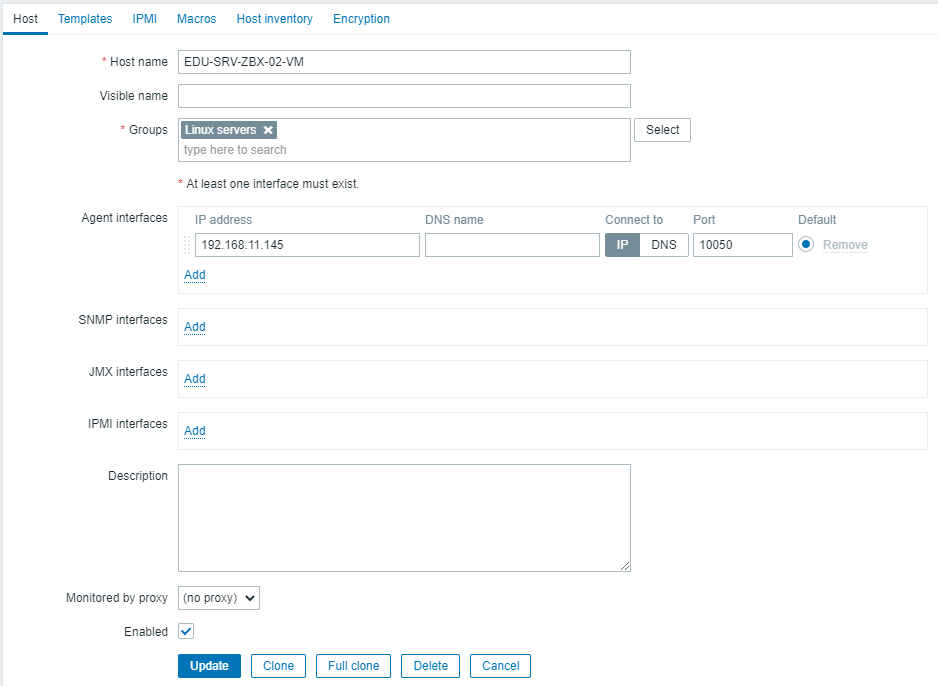 Host Templates IPMI Macros Host inventory Encryption
* Host name EDU-SRV-ZBX-02-VM
Visible name
* Groups Linux servers ✖ Select
type here to search
* At least one interface must exist.
Agent interfaces IP address DNS name Connect to Port Default
192.168.11.145 IP DNS 10050 Remove
Add
SNMP interfaces Add
JMX interfaces Add
IPMI interfaces Add
Description
Monitored by proxy (no proxy)
Enabled
Update Clone Full clone Delete Cancel